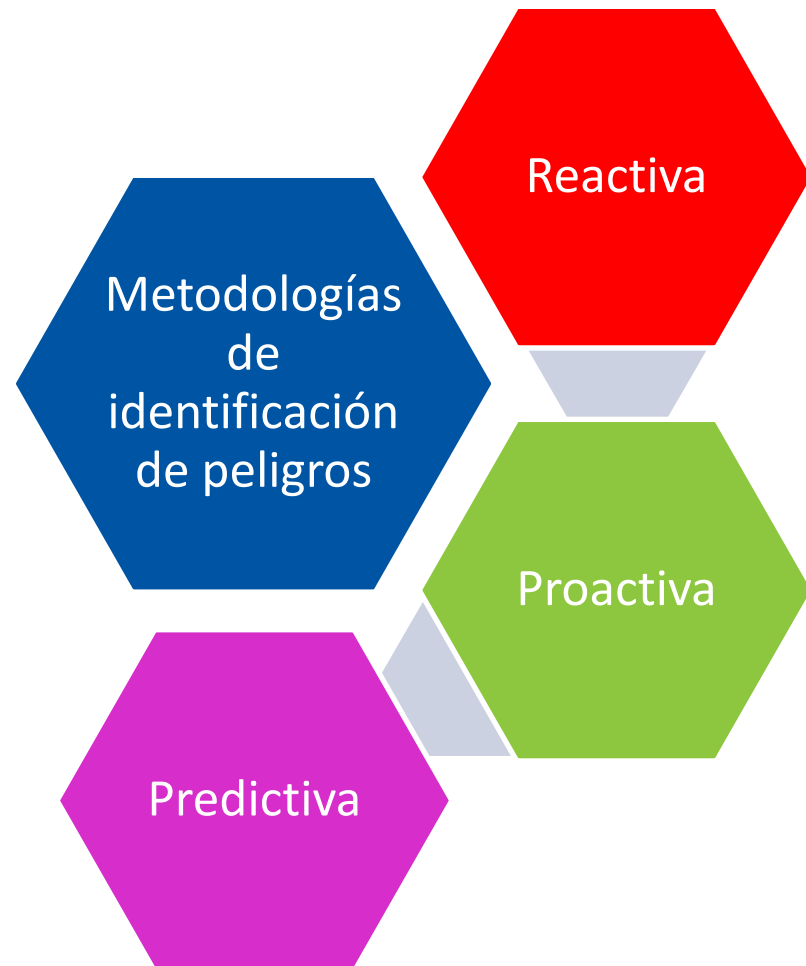 Reactiva
Metodologías
de
identificación
de peligros
Proactiva
Predictiva